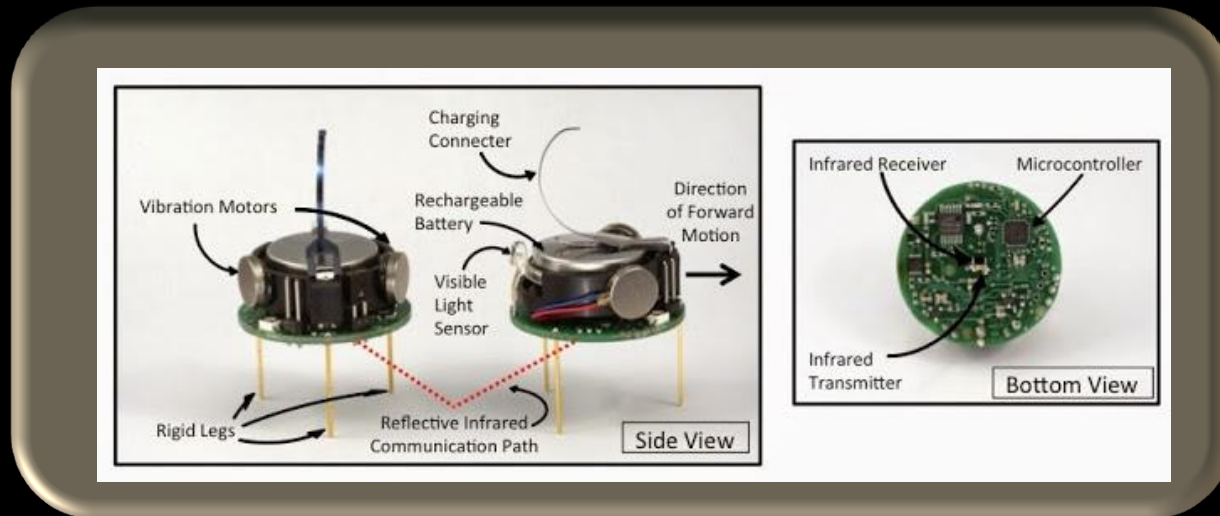 Charging
Connecter
Vibration Motors
Rechargeable
Battery
Direction
of Forward
Motion
Visible
Light
Sensor
Rigid Legs
Reflective Infrared
Communication Path
Side View
Infrared Receiver
Microcontroller
Infrared
Transmitter
Bottom View